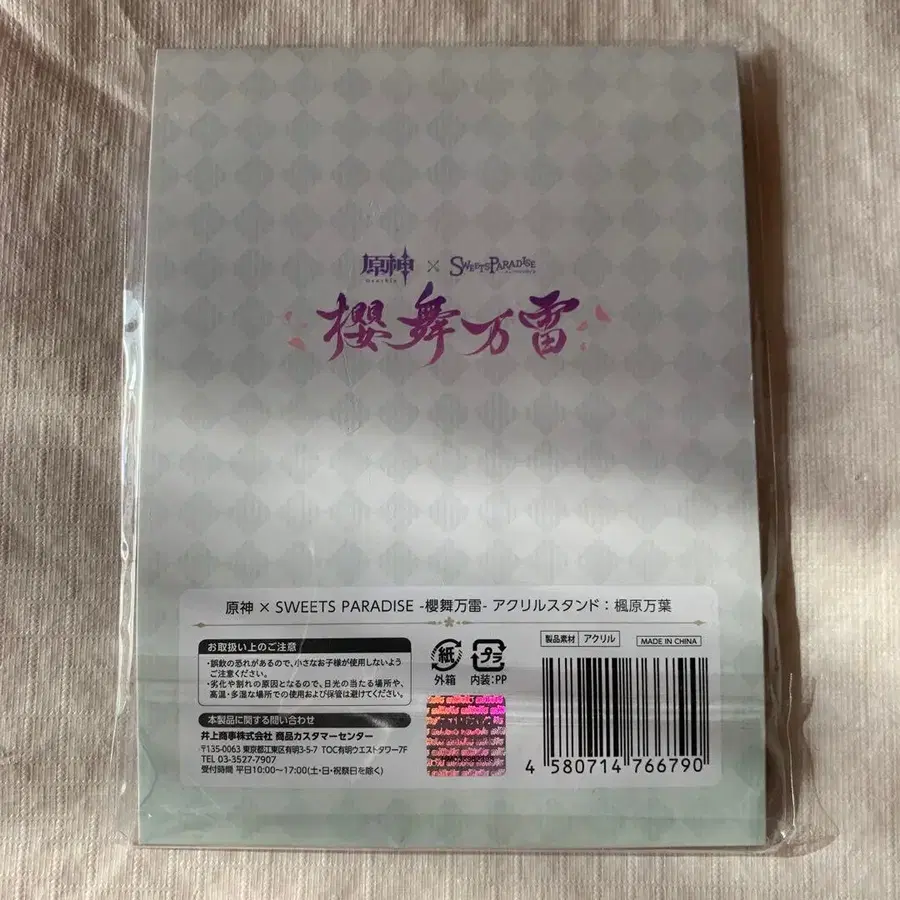 原神 × SWEETS PARADISE
櫻舞万雷
原神 × SWEETS PARADISE -櫻舞万雷- アクリルスタンド：楓原万葉
お取扱い上のご注意
・誤飲の恐れがあるので、小さなお子様が使用しないよう
ご注意ください。
・劣化や割れの原因となるので、日光の当たる場所や、
高温・多湿な場所での使用および保管は避けてください。
本製品に関する問い合わせ
井上商事株式会社 商品カスタマーセンター
〒135-0063 東京都江東区有明3-5-7 TOC有明ウエストタワー7F
TEL 03-3527-7907
受付時間 平日10:00〜17:00(土・日・祝祭日を除く)
紙
外箱
プラ
内装：PP
製品素材 アクリル
MADE IN CHINA
4 580714 766790